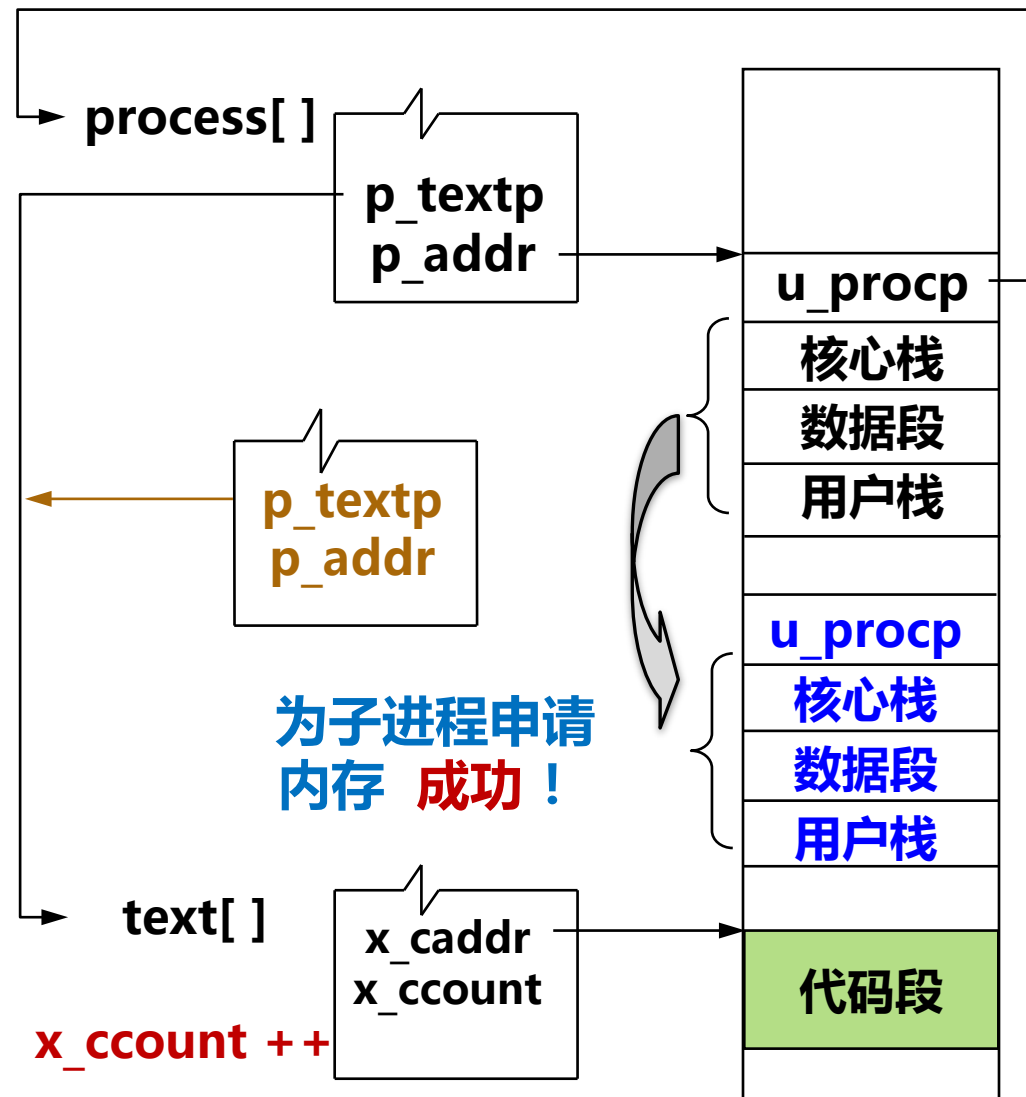 process[ ]
p_textp
p_addr
u_procp
核心栈
数据段
用户栈
p_textp
p_addr
u_procp
核心栈
数据段
用户栈
为子进程申请
内存 成功！
text[ ]
x_caddr
x_ccount
代码段
x_ccount ++